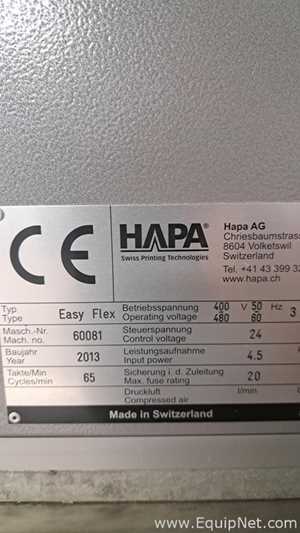 CE
HAPA
Swiss Printing Technologies
Hapa AG
Chriesbaumstrass
8604 Volketswil
Switzerland
Tel. +41 43 399 32
www.hapa.ch
Typ Easy Flex Betriebsspannung 400 V 50 Hz 3
Type Operating voltage 480 60
Masch.-Nr. 60081 Steuerspannung 24
Mach. no. Control voltage
Baujahr 2013 Leistungsaufnahme 4.5
Year Input power
Takte/Min 65 Sicherung i. d. Zuleitung 20
Cycles/min Max. fuse rating
Druckluft l/min
Compressed air
Made in Switzerland
www.EquipNet.com